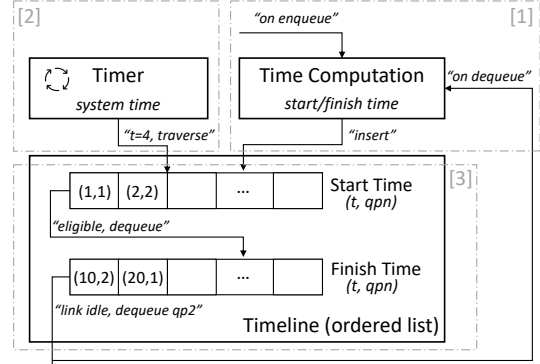 [2]
[1]
“on enqueue”
Timer
system time
Time Computation
start/finish time
“on dequeue”
“t=4, traverse”
“insert”
[3]
(1,1) (2,2) ...
Start Time
(t, qpn)
“eligible, dequeue”
(10,2) (20,1) ...
Finish Time
(t, qpn)
“link idle, dequeue qp2”
Timeline (ordered list)